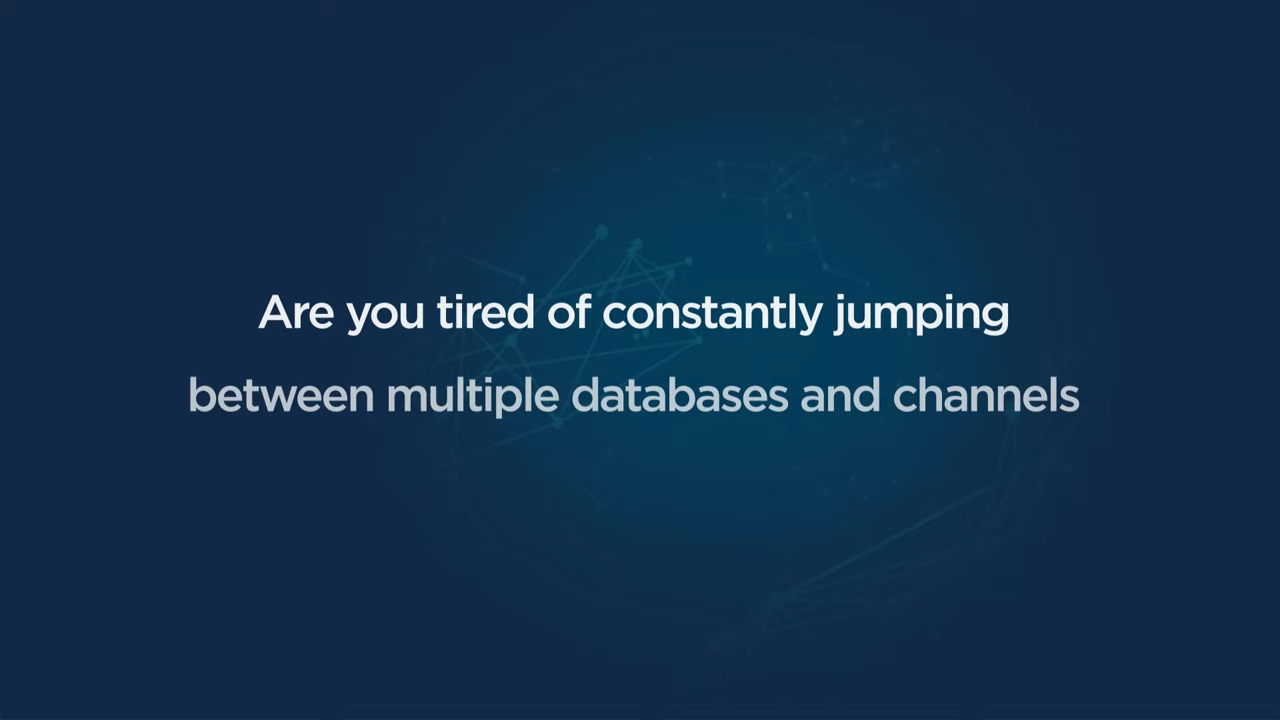 Are you tired of constantly jumping
between multiple databases and channels